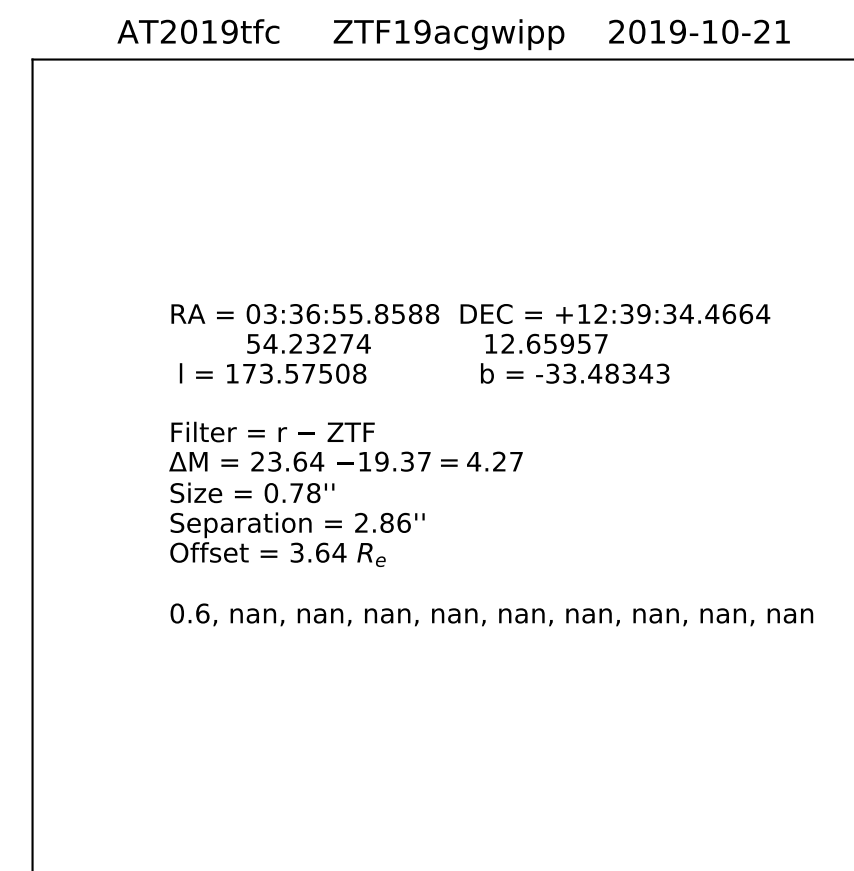 AT2019tfc ZTF19acgwipp 2019-10-21
RA = 03:36:55.8588 DEC = +12:39:34.4664
54.23274 12.65957
l = 173.57508 b = -33.48343
Filter = r − ZTF
ΔM = 23.64 −19.37 = 4.27
Size = 0.78''
Separation = 2.86''
Offset = 3.64 Re
0.6, nan, nan, nan, nan, nan, nan, nan, nan, nan